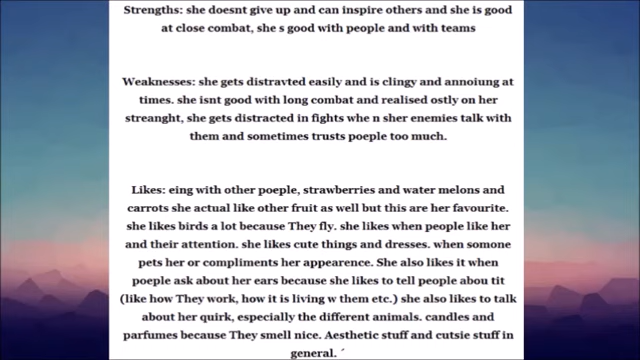 Strengths: she doesnt give up and can inspire others and she is good
at close combat, she s good with people and with teams
Weaknesses: she gets distravted easily and is clingy and annoiung at
times. she isnt good with long combat and realised ostly on her
streanght, she gets distracted in fights whe n sher enemies talk with
them and sometimes trusts poeple too much.
Likes: eing with other poeple, strawberries and water melons and
carrots she actual like other fruit as well but this are her favourite.
she likes birds a lot because They fly. she likes when people like her
and their attention. she likes cute things and dresses. when somone
pets her or compliments her appearence. She also likes it when
poeple ask about her ears because she likes to tell people abou tit
(like how They work, how it is living w them etc.) she also likes to talk
about her quirk, especially the different animals. candles and
parfumes because They smell nice. Aesthetic stuff and cutsie stuff in
general. ´